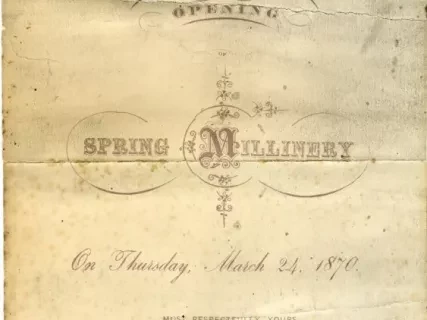 OPENING
SPRING MILLINERY
On Thursday, March 24, 1870.
MOST RESPECTFULLY YOURS